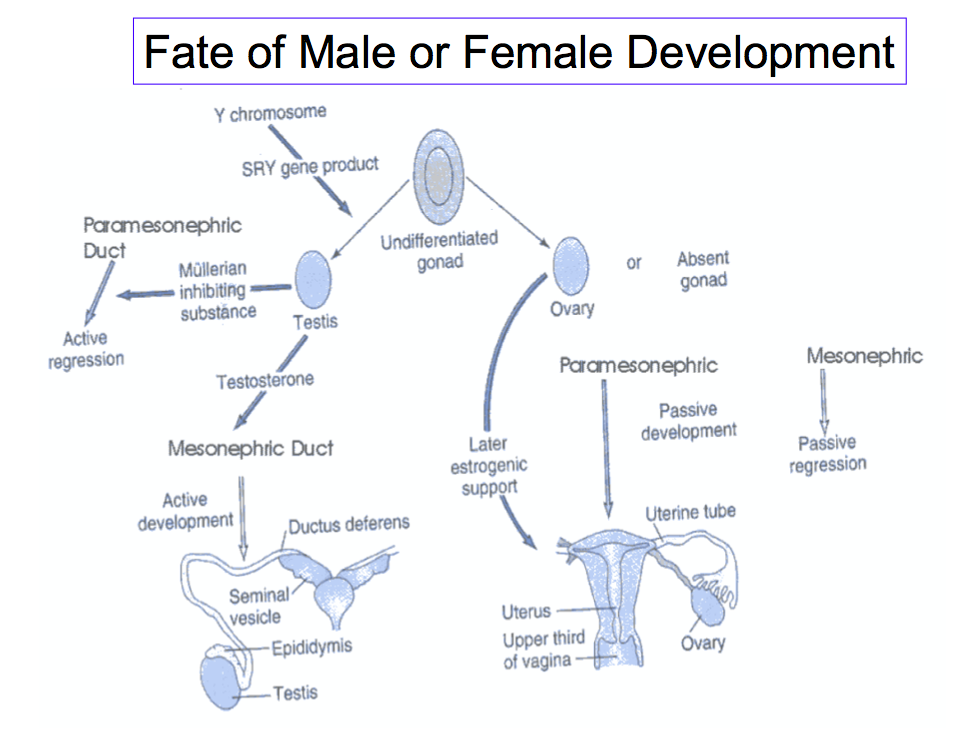 Fate of Male or Female Development
Y chromosome
SRY gene product
Undifferentiated
gonad
Paramesonephric
Duct
Müllerian
inhibiting
substance
Testis
Active
regression
Testosterone
Mesonephric Duct
Active
development
Ductus deferens
Seminal
vesicle
Epididymis
Testis
Ovary
or
Absent
gonad
Paramesonephric
Mesonephric
Passive
development
Passive
regression
Later
estrogenic
support
Uterine tube
Uterus
Upper third
of vagina
Ovary